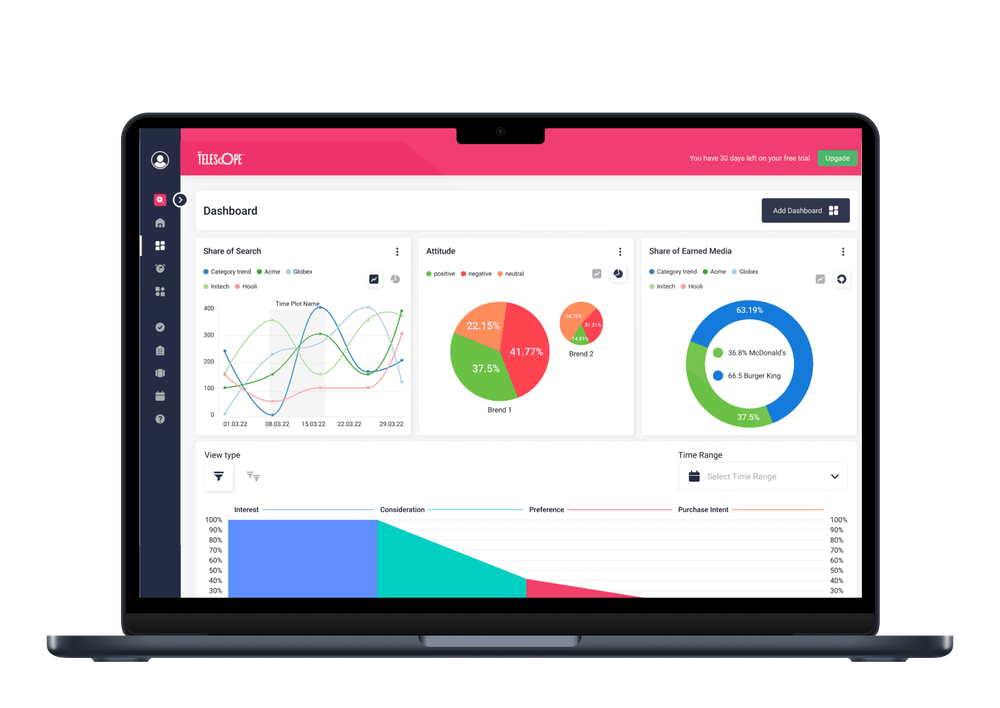 TELESCOPE
You have 30 days left on your free trial
Upgade
Dashboard
Add Dashboard
Share of Search
Category trend Acme Globex
Initech Hooli
Time Plot Name
400
300
200
100
0
01.03.22 08.03.22 15.03.22 22.03.22 29.03.22
Attitude
positive negative neutral
22.15%
41.77%
37.5%
Brend 1
31.31%
14.81%
Brend 2
Share of Earned Media
Category trend Acme Globex
Initech Hooli
63.19%
36.8% McDonald's
66.5 Burger King
37.5%
View type
Time Range
Select Time Range
Interest Consideration Preference Purchase Intent
100% 100%
90% 90%
80% 80%
70% 70%
60% 60%
50% 50%
40% 40%
30% 30%